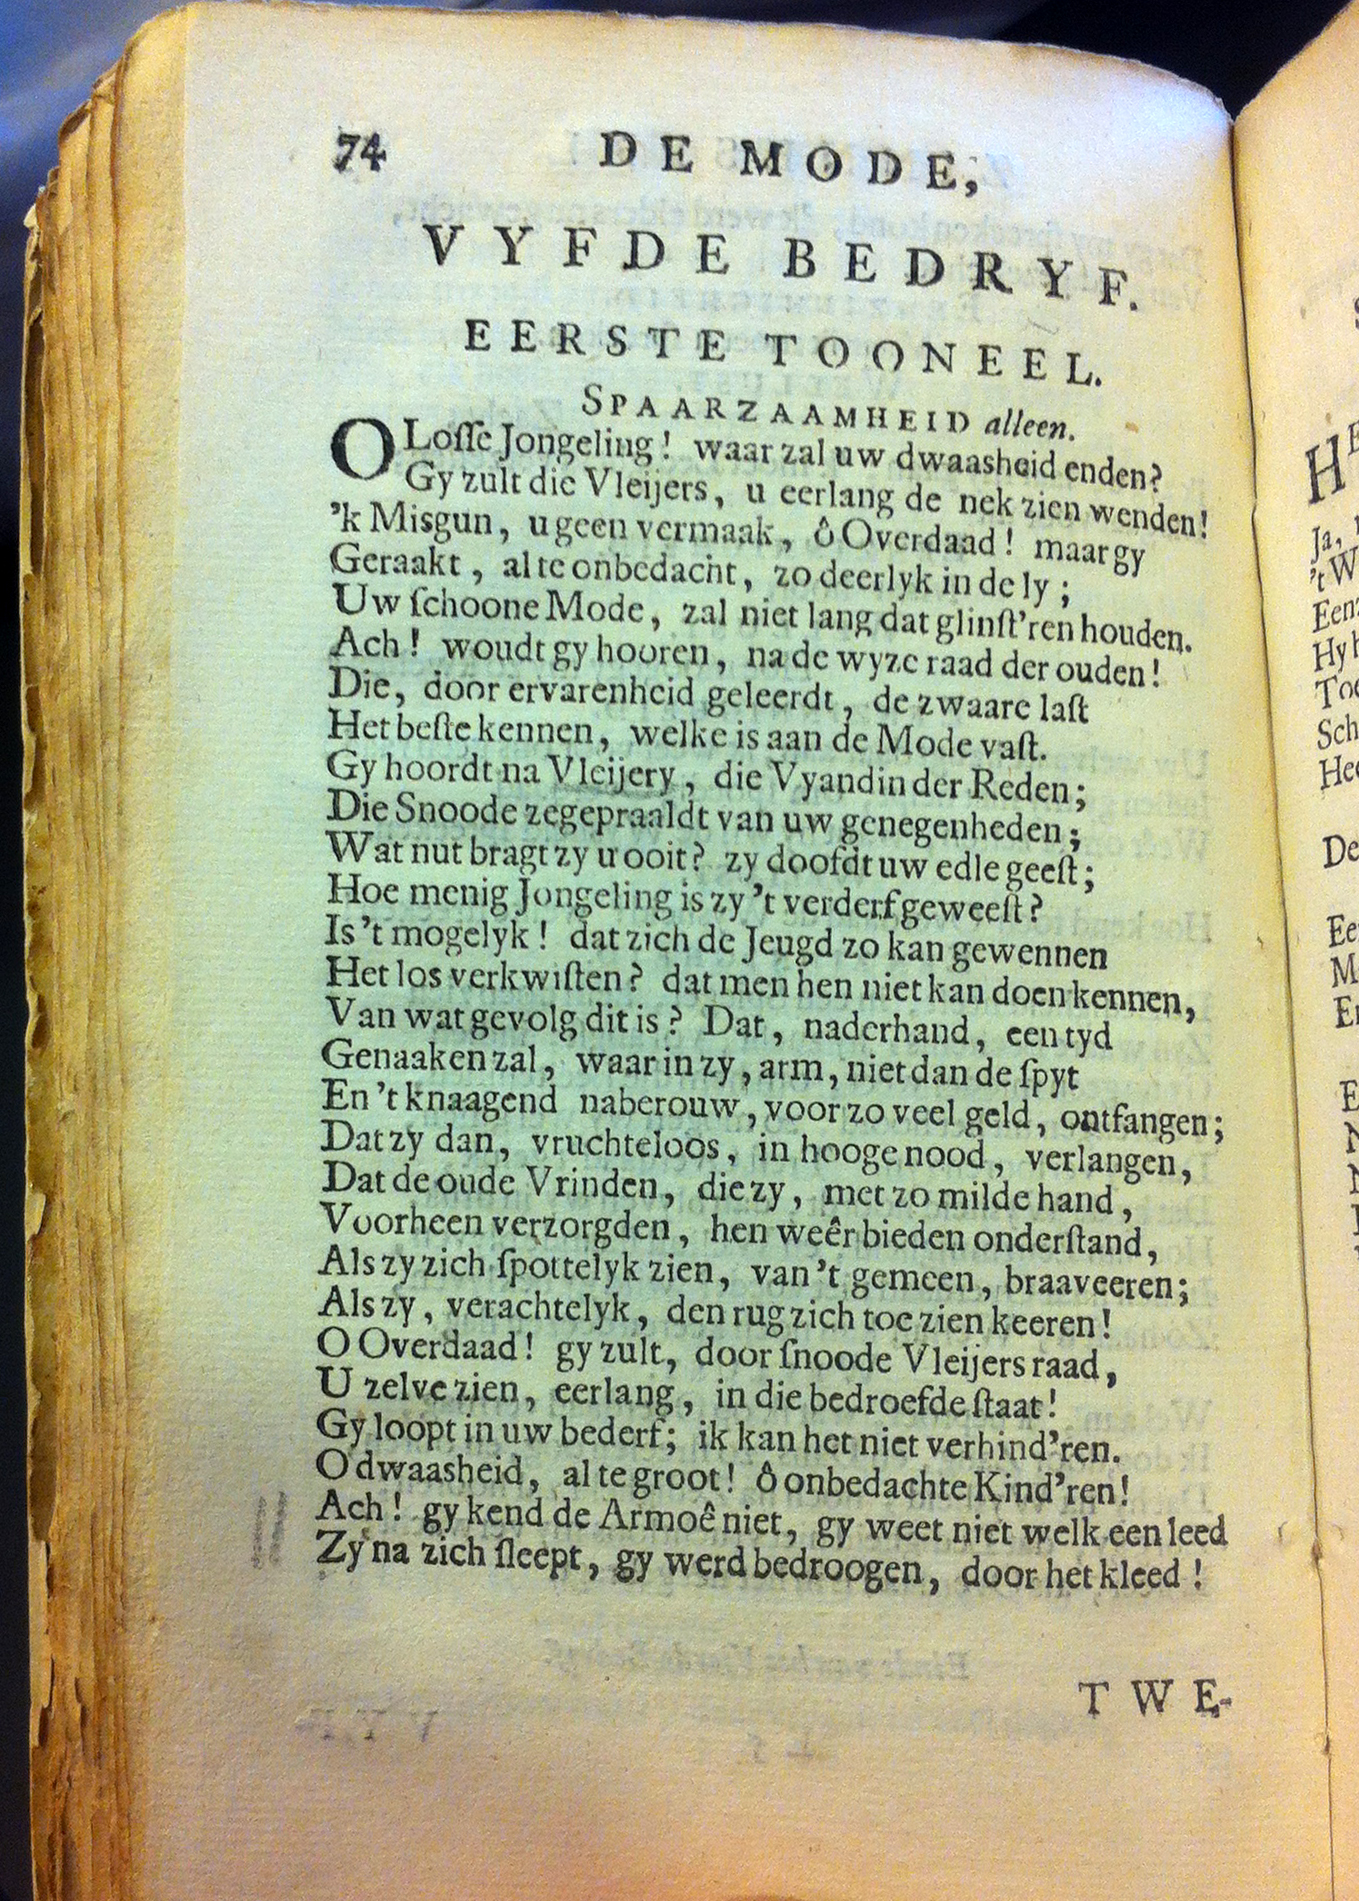 74 DE MODE,
VYFDE BEDRYF.
EERSTE TOONEEL.
SPAARZAAMHEID alleen.
O Losse Jongeling! waar zal uw dwaasheid enden?
Gy zult die Vleijers, u eerlang de nek zien wenden!
'k Misgun, u geen vermaak, ô Overdaad! maar gy
Geraakt, al te onbedacht, zo deerlyk in de ly;
Uw schoone Mode, zal niet lang dat glinst'ren houden.
Ach! woudt gy hooren, na de wyze raad der ouden!
Die, door ervarenheid geleerdt, de zwaare last
Het beste kennen, welke is aan de Mode vast.
Gy hoordt na Vleijery, die Vyandin der Reden;
Die Snoode zegepraaldt van uw genegenheden;
Wat nut bragt zy u ooit? zy doofdt uw edle geest;
Hoe menig Jongeling is zy 't verderf geweest?
Is 't mogelyk! dat zich de Jeugd zo kan gewennen
Het los verkwisten? dat men hen niet kan doen kennen,
Van wat gevolg dit is? Dat, naderhand, een tyd
Genaaken zal, waar in zy, arm, niet dan de spyt
En 't knaagend naberouw, voor zo veel geld, ontfangen;
Dat zy dan, vruchteloos, in hooge nood, verlangen,
Dat de oude Vrinden, die zy, met zo milde hand,
Voorheen verzorgden, hen weêr bieden onderstand,
Als zy zich spottelyk zien, van 't gemeen, braaveeren;
Als zy, verachtelyk, den rug zich toe zien keeren!
O Overdaad! gy zult, door snoode Vleijers raad,
U zelve zien, eerlang, in die bedroefde staat!
Gy loopt in uw bederf; ik kan het niet verhind'ren.
O dwaasheid, al te groot! ô onbedachte Kind'ren!
Ach! gy kend de Armoê niet, gy weet niet welk een leed
Zy na zich sleept, gy werd bedroogen, door het kleed!
TWE-